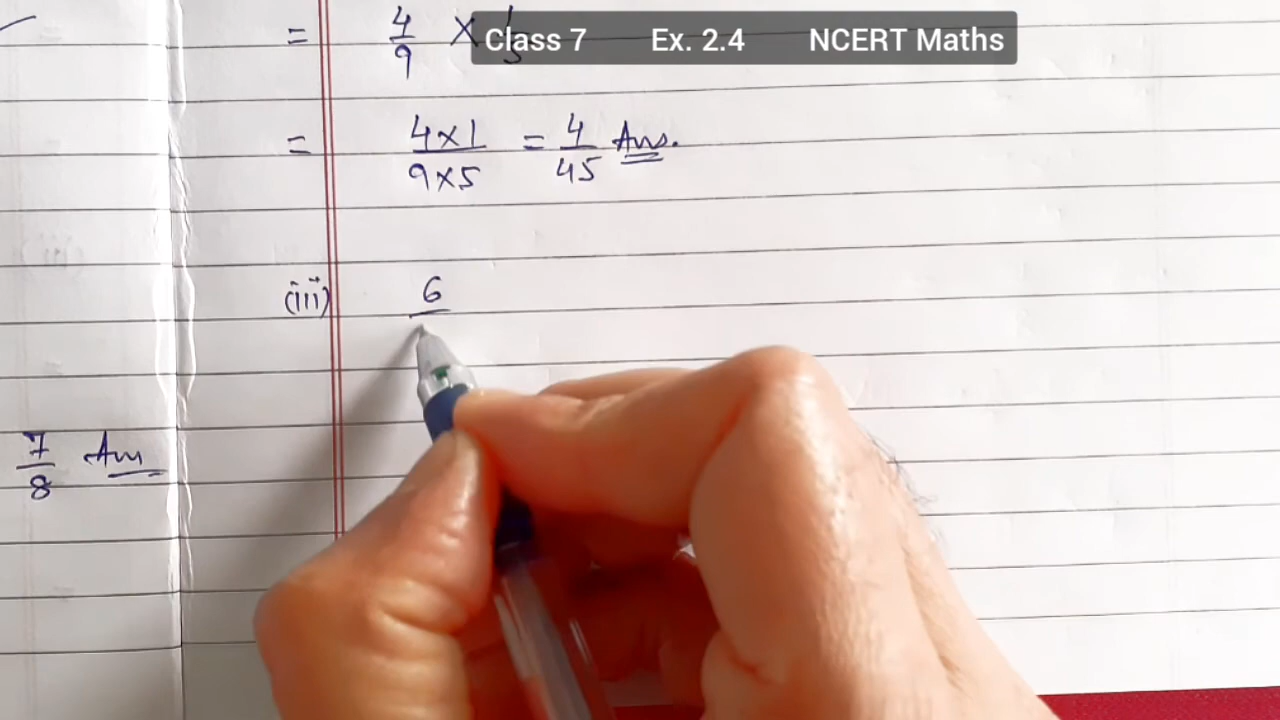 Class 7 Ex. 2.4 NCERT Maths
= 4/9 ×
= 4×1/9×5 = 4/45 Ans.
(iii) 6
7/8 Ans